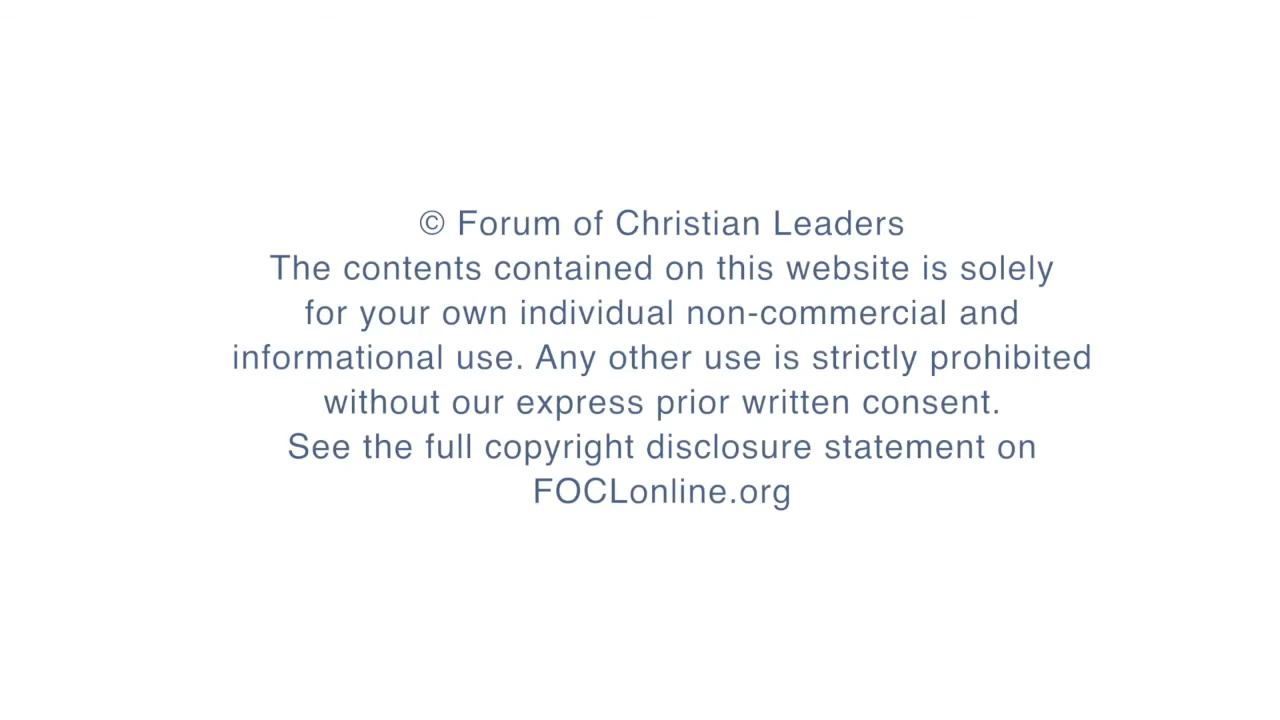 © Forum of Christian Leaders
The contents contained on this website is solely
for your own individual non-commercial and
informational use. Any other use is strictly prohibited
without our express prior written consent.
See the full copyright disclosure statement on
FOCLonline.org